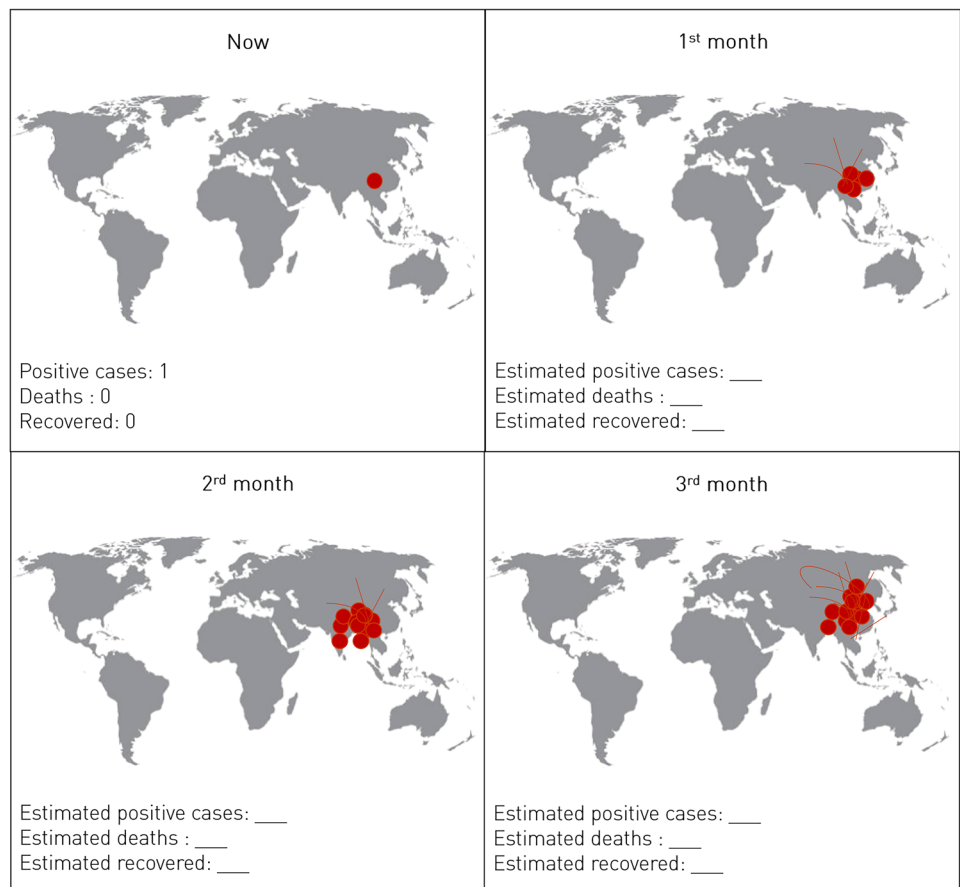 Now
Positive cases: 1
Deaths : 0
Recovered: 0
1st month
Estimated positive cases: ___
Estimated deaths : ___
Estimated recovered: ___
2rd month
Estimated positive cases: ___
Estimated deaths : ___
Estimated recovered: ___
3rd month
Estimated positive cases: ___
Estimated deaths : ___
Estimated recovered: ___